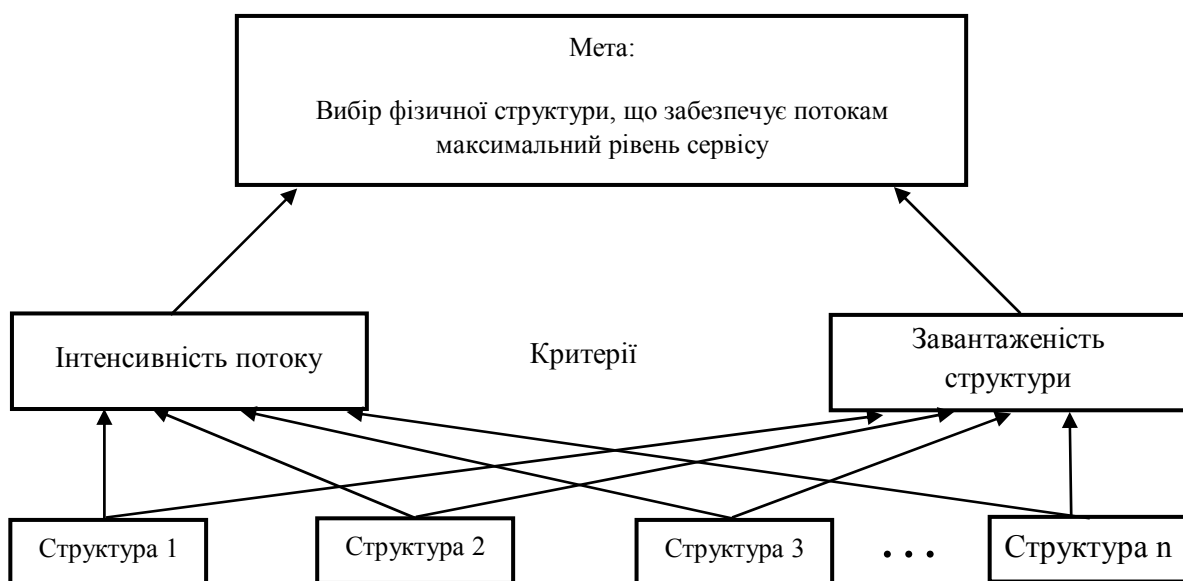 Мета:
Вибір фізичної структури, що забезпечує потокам
максимальний рівень сервісу
Інтенсивність потоку
Критерії
Завантаженість
структури
Структура 1
Структура 2
Структура 3
. . .
Структура n